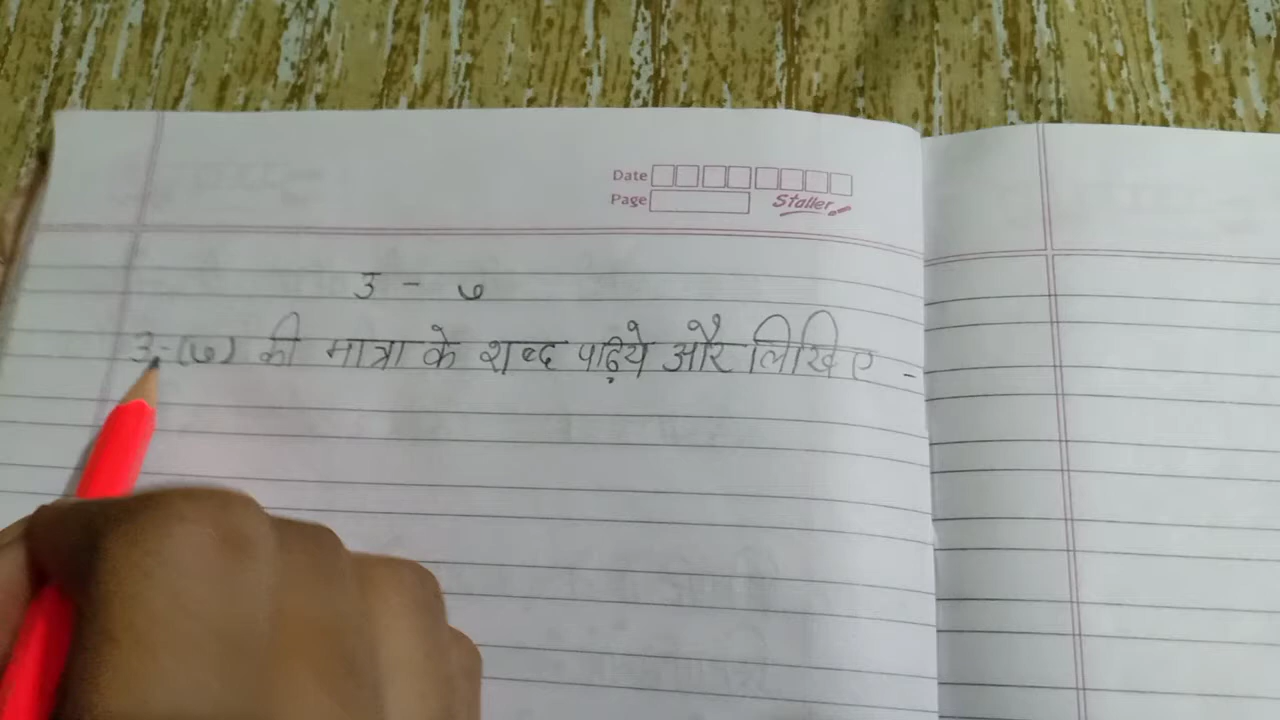 Date
Page Staller
उ - ु
उ-(ु) की मात्रा के शब्द पढ़िये और लिखिए -